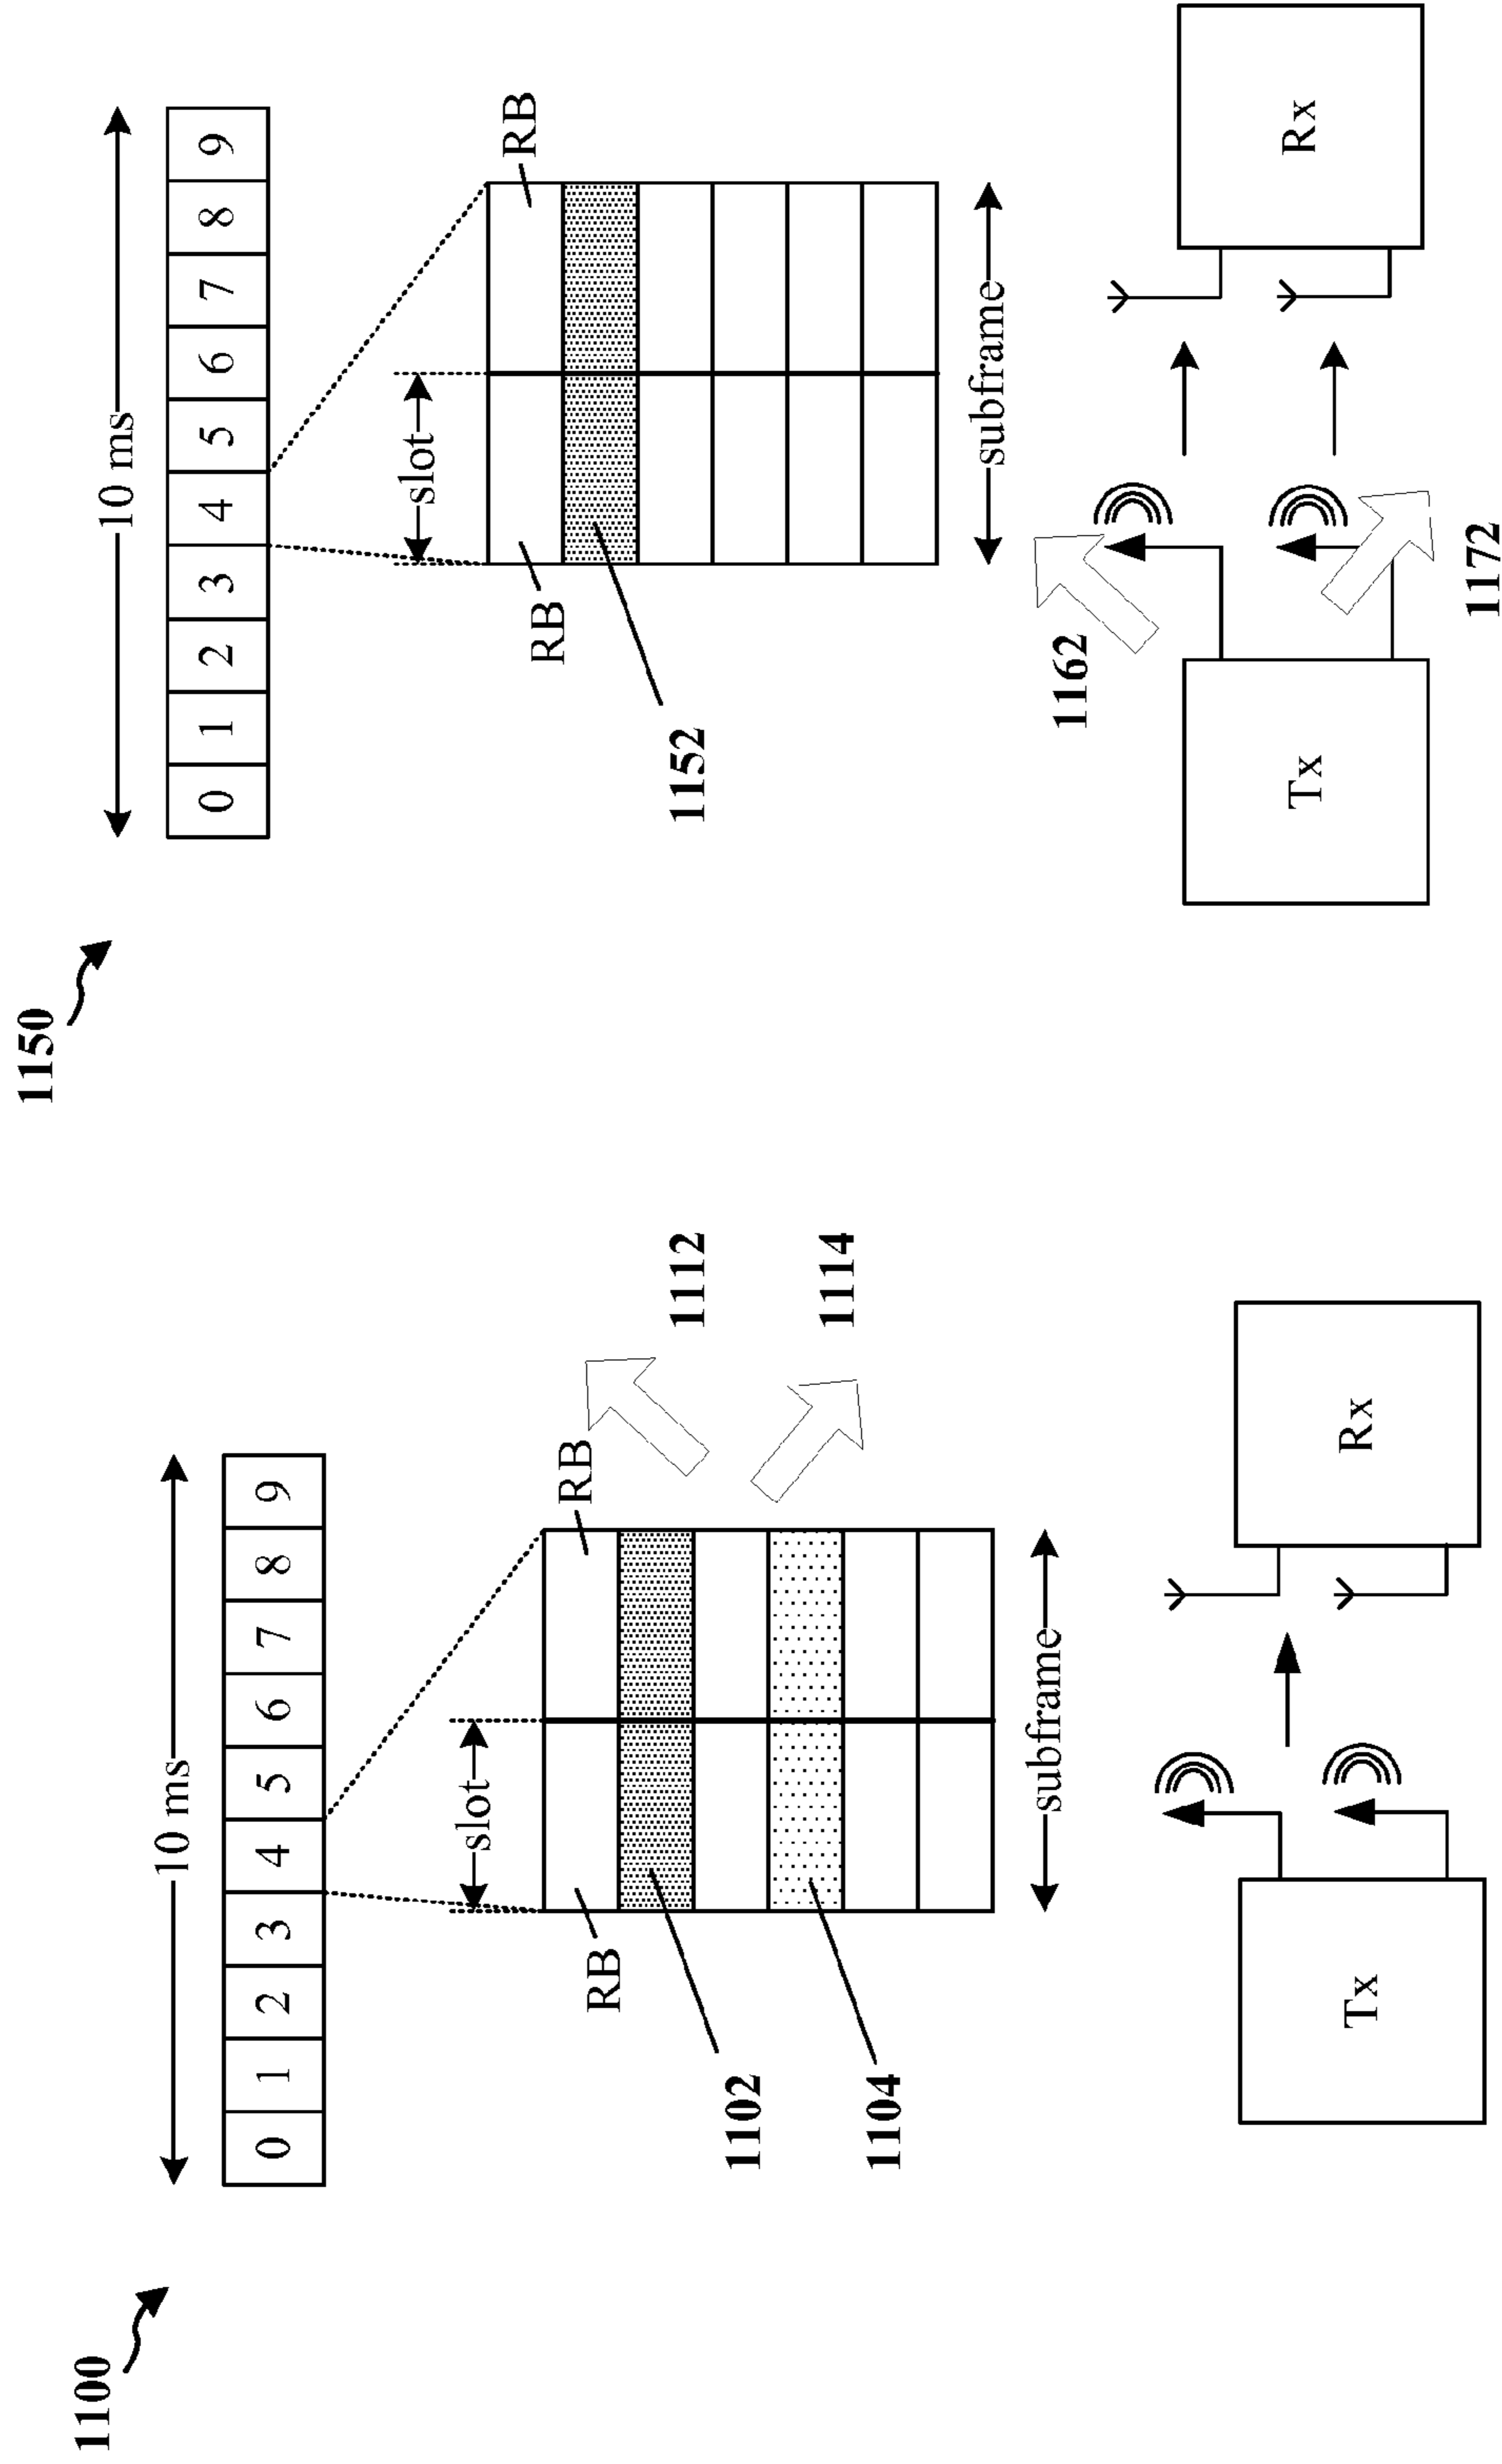 1100
10 ms
0 1 2 3 4 5 6 7 8 9
slot
RB
RB
1102
1104
1112
1114
subframe
Tx
Rx
1150
10 ms
0 1 2 3 4 5 6 7 8 9
slot
RB
RB
1152
subframe
1162
1172
Tx
Rx